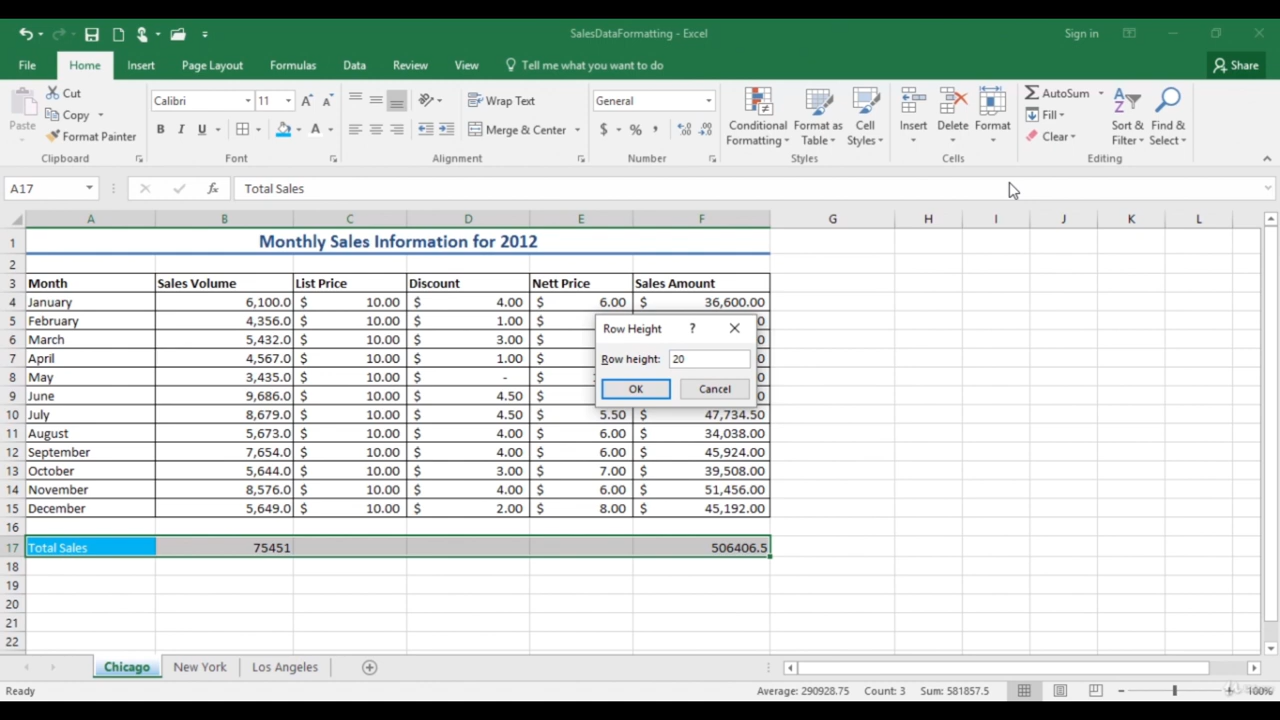 SalesDataFormatting - Excel
Sign in
File Home Insert Page Layout Formulas Data Review View Tell me what you want to do Share
Paste
Cut
Copy
Format Painter
Clipboard
Calibri 11
B I U A
Font
Wrap Text
Merge & Center
Alignment
General
$ % ,
Number
Conditional Formatting
Format as Table
Cell Styles
Styles
Insert Delete Format
Cells
AutoSum
Fill
Clear
Sort & Filter
Find & Select
Editing
A17 fx Total Sales
A B C D E F G H I J K L
1 Monthly Sales Information for 2012
2
3 Month Sales Volume List Price Discount Nett Price Sales Amount
4 January 6,100.0 $ 10.00 $ 4.00 $ 6.00 $ 36,600.00
5 February 4,356.0 $ 10.00 $ 1.00 $ 0
6 March 5,432.0 $ 10.00 $ 3.00 $ 0
7 April 4,567.0 $ 10.00 $ 1.00 $ 0
8 May 3,435.0 $ 10.00 $ - $ 0
9 June 9,686.0 $ 10.00 $ 4.50 $ 0
10 July 8,679.0 $ 10.00 $ 4.50 $ 5.50 $ 47,734.50
11 August 5,673.0 $ 10.00 $ 4.00 $ 6.00 $ 34,038.00
12 September 7,654.0 $ 10.00 $ 4.00 $ 6.00 $ 45,924.00
13 October 5,644.0 $ 10.00 $ 3.00 $ 7.00 $ 39,508.00
14 November 8,576.0 $ 10.00 $ 4.00 $ 6.00 $ 51,456.00
15 December 5,649.0 $ 10.00 $ 2.00 $ 8.00 $ 45,192.00
16
17 Total Sales 75451 506406.5
18
19
20
21
22
Row Height ?
Row height: 20
OK Cancel
Chicago New York Los Angeles
Ready Average: 290928.75 Count: 3 Sum: 581857.5 100%